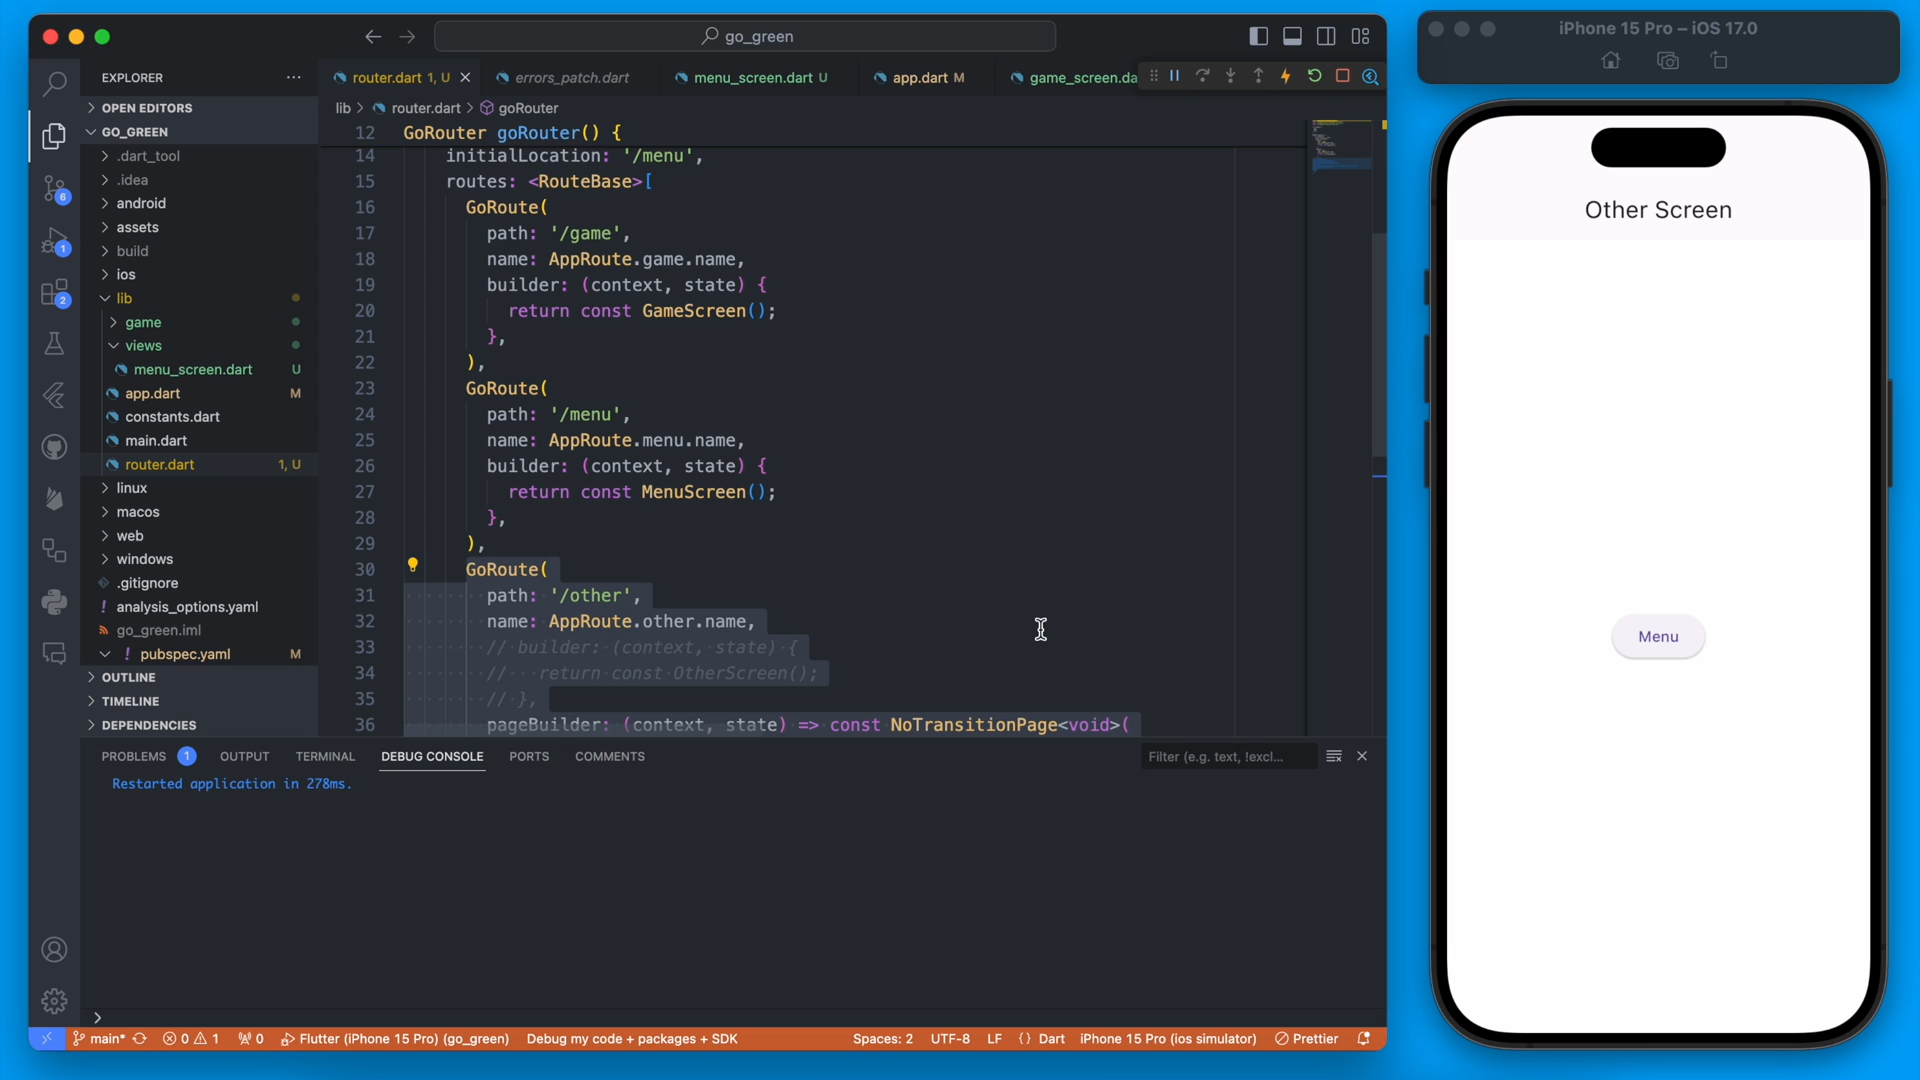 go_green
iPhone 15 Pro – iOS 17.0
EXPLORER
router.dart 1, U
errors_patch.dart
menu_screen.dart U
app.dart M
game_screen.da
OPEN EDITORS
GO_GREEN
.dart_tool
.idea
android
assets
build
ios
lib
game
views
menu_screen.dart U
app.dart M
constants.dart
main.dart
router.dart 1, U
linux
macos
web
windows
.gitignore
analysis_options.yaml
go_green.iml
pubspec.yaml M
OUTLINE
TIMELINE
DEPENDENCIES
6
1
2
lib > router.dart > goRouter
12 GoRouter goRouter() {
14 initialLocation: '/menu',
15 routes: <RouteBase>[
16 GoRoute(
17 path: '/game',
18 name: AppRoute.game.name,
19 builder: (context, state) {
20 return const GameScreen();
21 },
22 ),
23 GoRoute(
24 path: '/menu',
25 name: AppRoute.menu.name,
26 builder: (context, state) {
27 return const MenuScreen();
28 },
29 ),
30 GoRoute(
31 path: '/other',
32 name: AppRoute.other.name,
33 // builder: (context, state) {
34 //   return const OtherScreen();
35 // },
36 pageBuilder: (context, state) => const NoTransitionPage<void>(
PROBLEMS 1
OUTPUT
TERMINAL
DEBUG CONSOLE
PORTS
COMMENTS
Filter (e.g. text, !excl...
Restarted application in 278ms.
main*
0 1
0
Flutter (iPhone 15 Pro) (go_green)
Debug my code + packages + SDK
Spaces: 2
UTF-8
LF
{ } Dart
iPhone 15 Pro (ios simulator)
Prettier
Other Screen
Menu